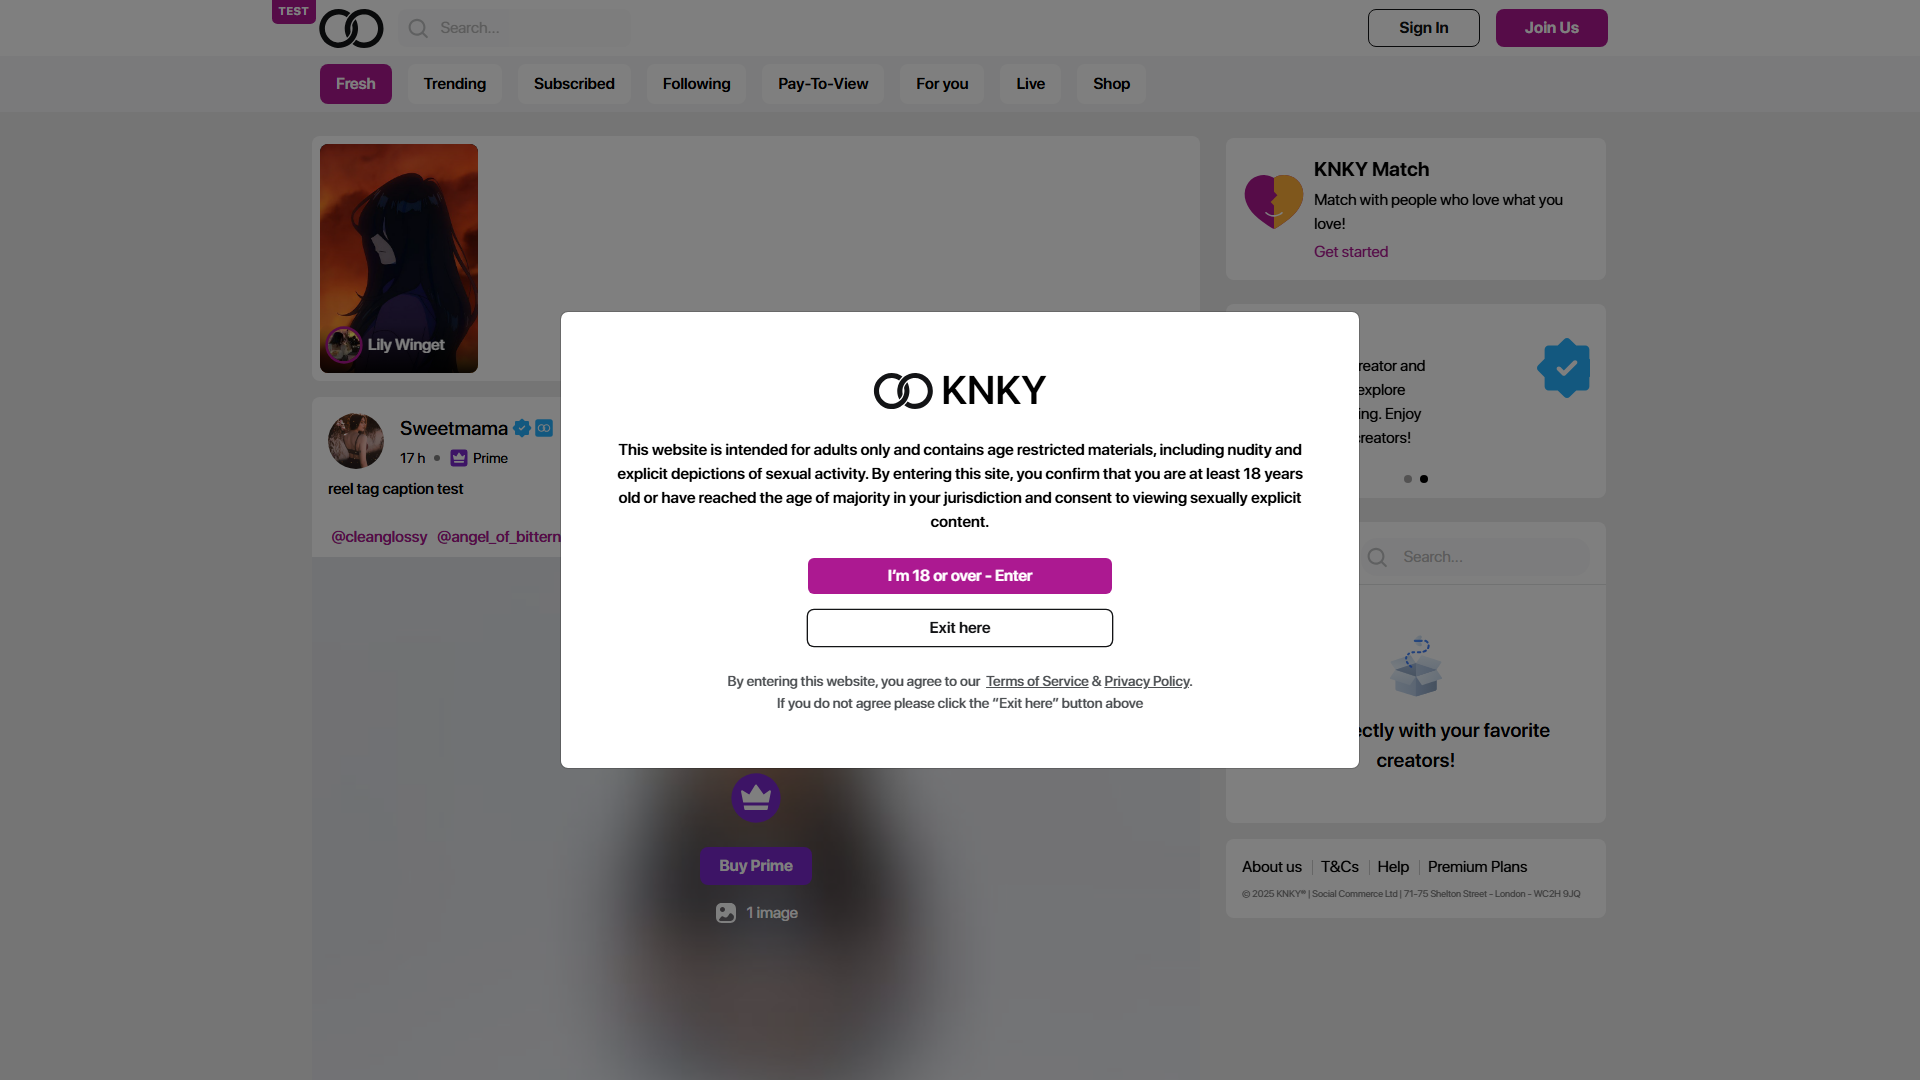 TEST
Search...
Sign In
Join Us
Fresh
Trending
Subscribed
Following
Pay-To-View
For you
Live
Shop
Lily Winget
KNKY Match
Match with people who love what you
love!
Get started
Sweetmama
17 h
Prime
reel tag caption test
@cleanglossy @angel_of_bittern
KNKY
This website is intended for adults only and contains age restricted materials, including nudity and
explicit depictions of sexual activity. By entering this site, you confirm that you are at least 18 years
old or have reached the age of majority in your jurisdiction and consent to viewing sexually explicit
content.
I'm 18 or over - Enter
Exit here
By entering this website, you agree to our Terms of Service & Privacy Policy.
If you do not agree please click the “Exit here” button above
reator and
explore
ing. Enjoy
creators!
Search...
ectly with your favorite
creators!
Buy Prime
1 image
About us
T&Cs
Help
Premium Plans
© 2025 KNKY® | Social Commerce Ltd | 71-75 Shelton Street - London - WC2H 9JQ